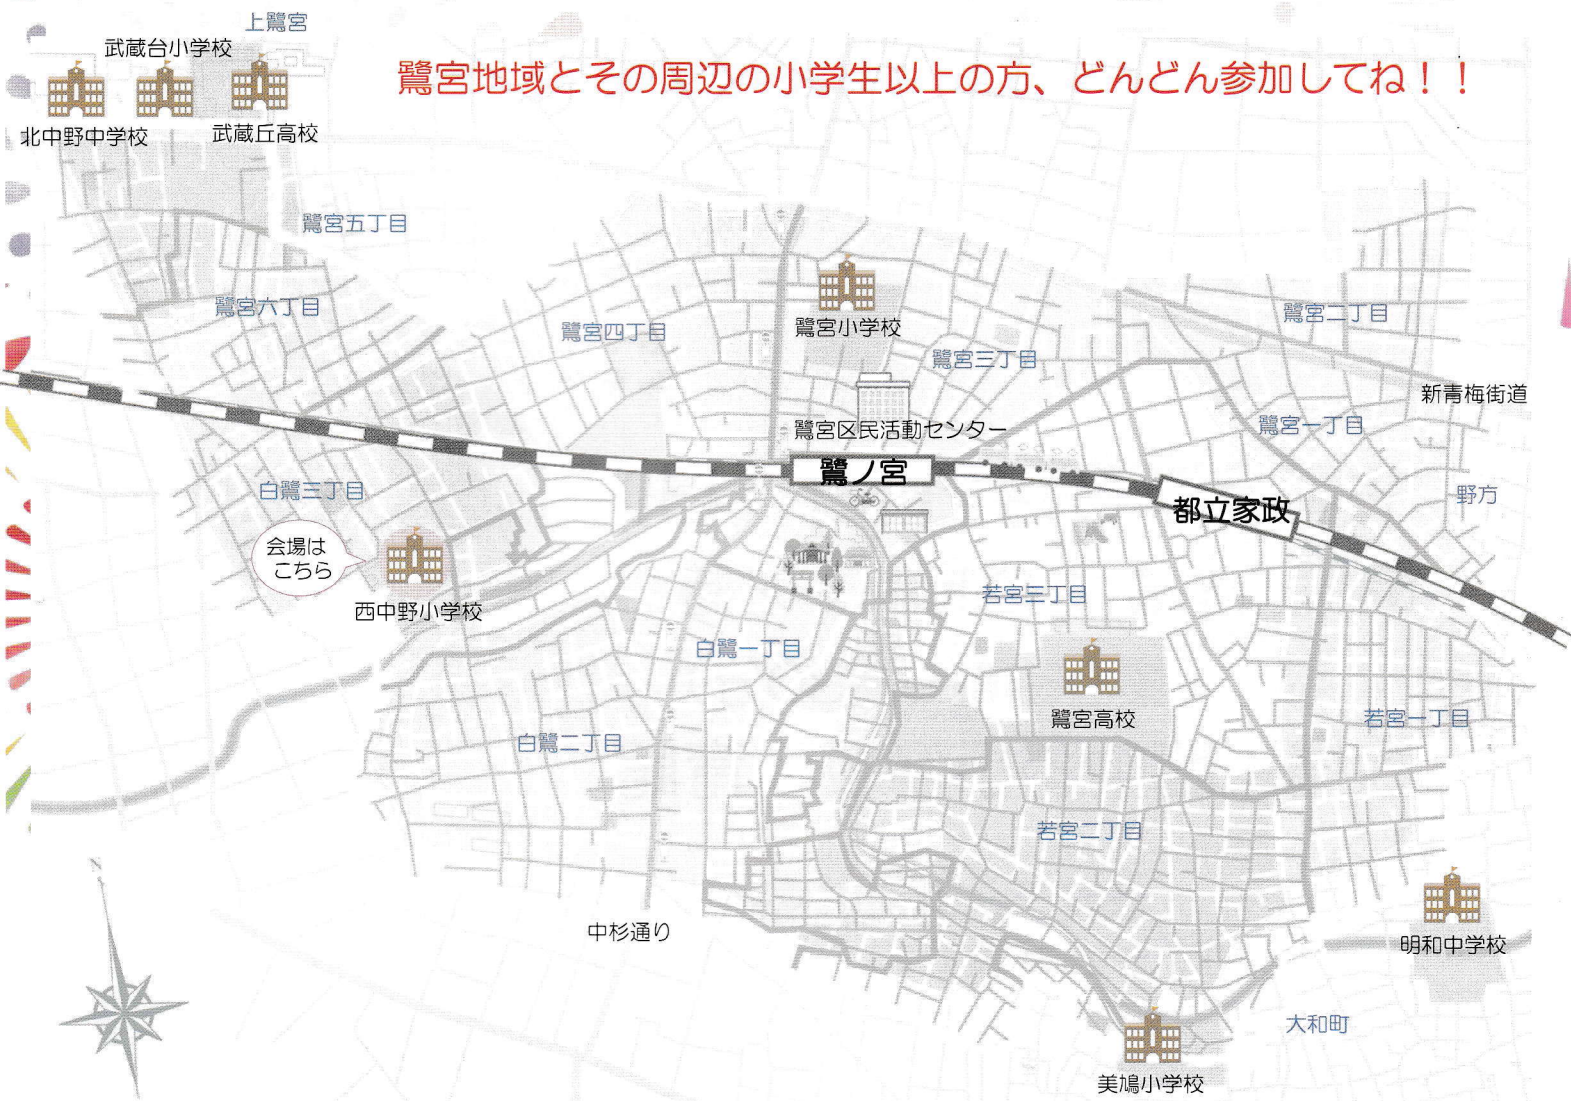 上鷺宮
武蔵台小学校
鷺宮地域とその周辺の小学生以上の方、どんどん参加してね！！
北中野中学校
武蔵丘高校
鷺宮五丁目
鷺宮六丁目
鷺宮四丁目
鷺宮小学校
鷺宮三丁目
鷺宮二丁目
新青梅街道
鷺宮一丁目
鷺宮区民活動センター
鷺ノ宮
白鷺三丁目
都立家政
野方
会場は
こちら
西中野小学校
若宮三丁目
白鷺一丁目
鷺宮高校
若宮一丁目
白鷺二丁目
若宮二丁目
N
中杉通り
明和中学校
大和町
美鳩小学校